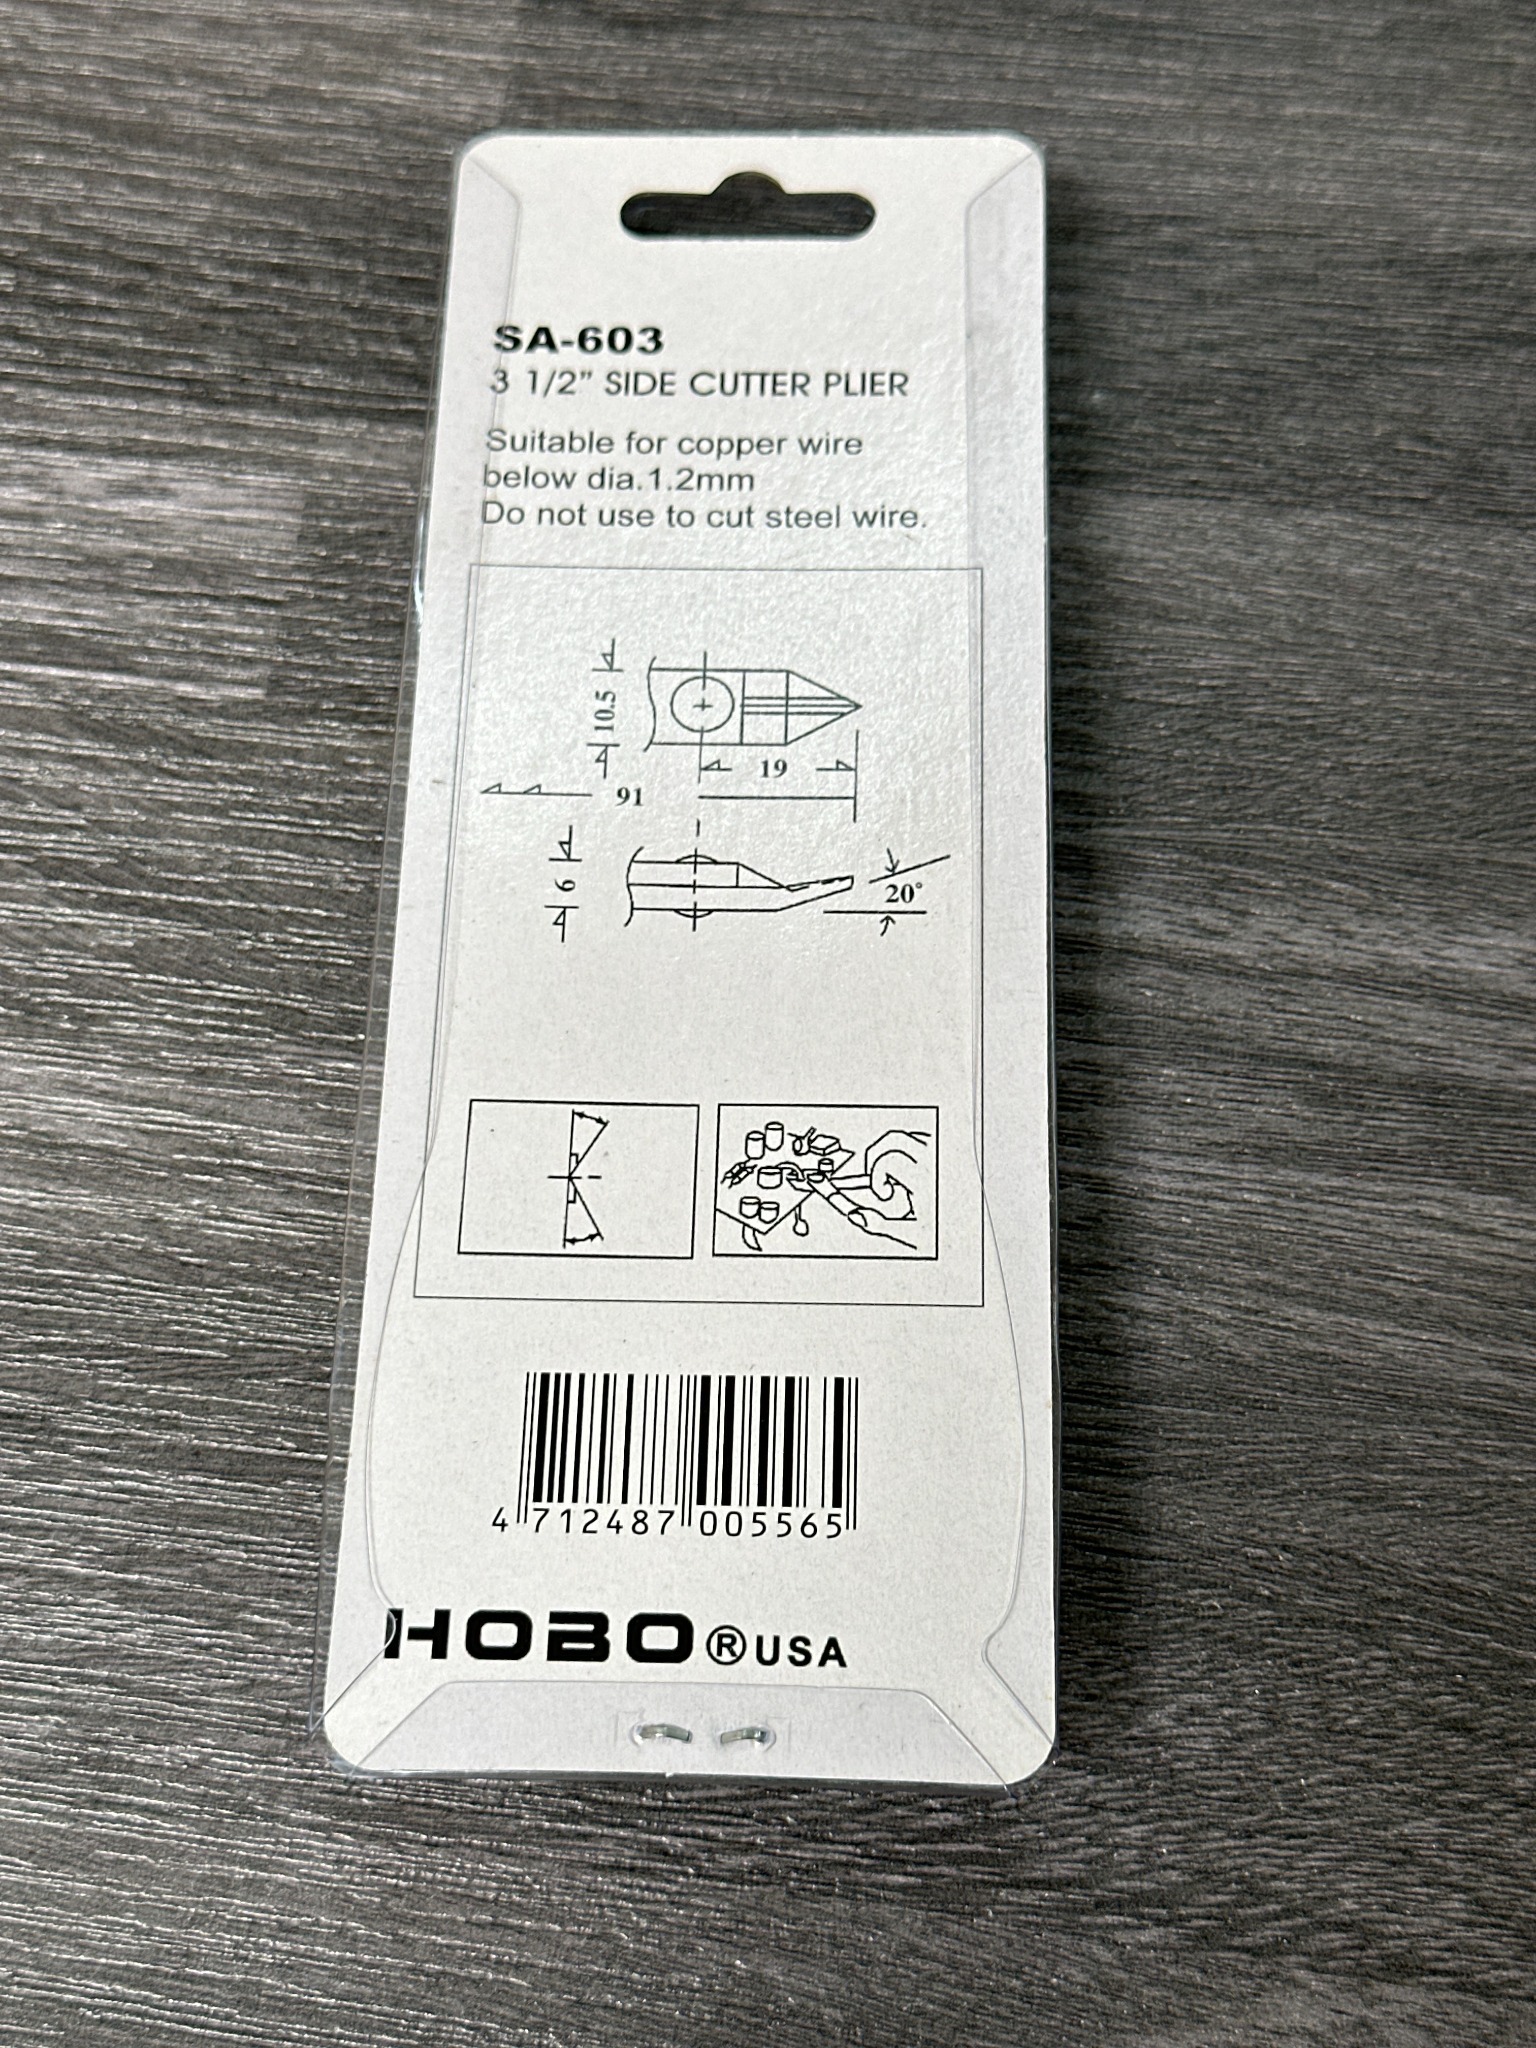 SA-603
3 1/2” SIDE CUTTER PLIER
Suitable for copper wire
below dia.1.2mm
Do not use to cut steel wire.
10.5
19
91
6
20°
4 712487 005565
HOBO ® USA